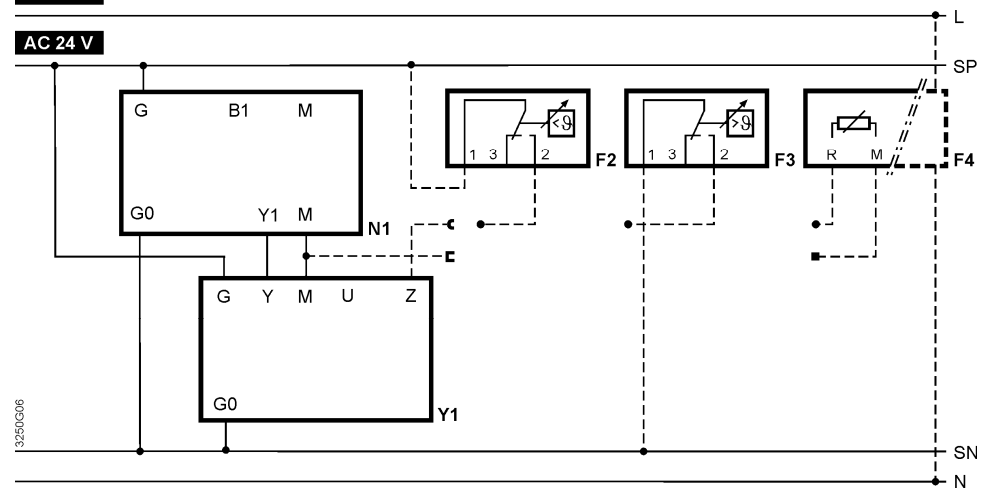 L
AC 24 V
SP
G B1 M
<ϑ
>ϑ
1 3 2 F2
1 3 2 F3
R M F4
G0 Y1 M N1
G Y M U Z
G0 Y1
3250G06
SN
N